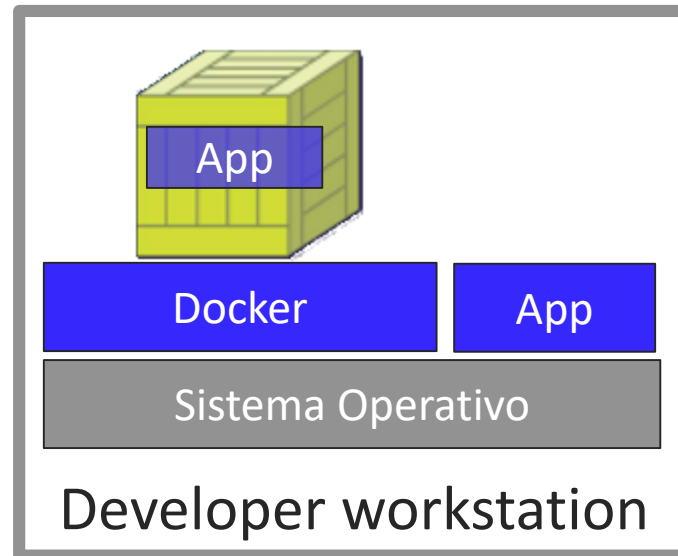 App
Docker
App
Sistema Operativo
Developer workstation